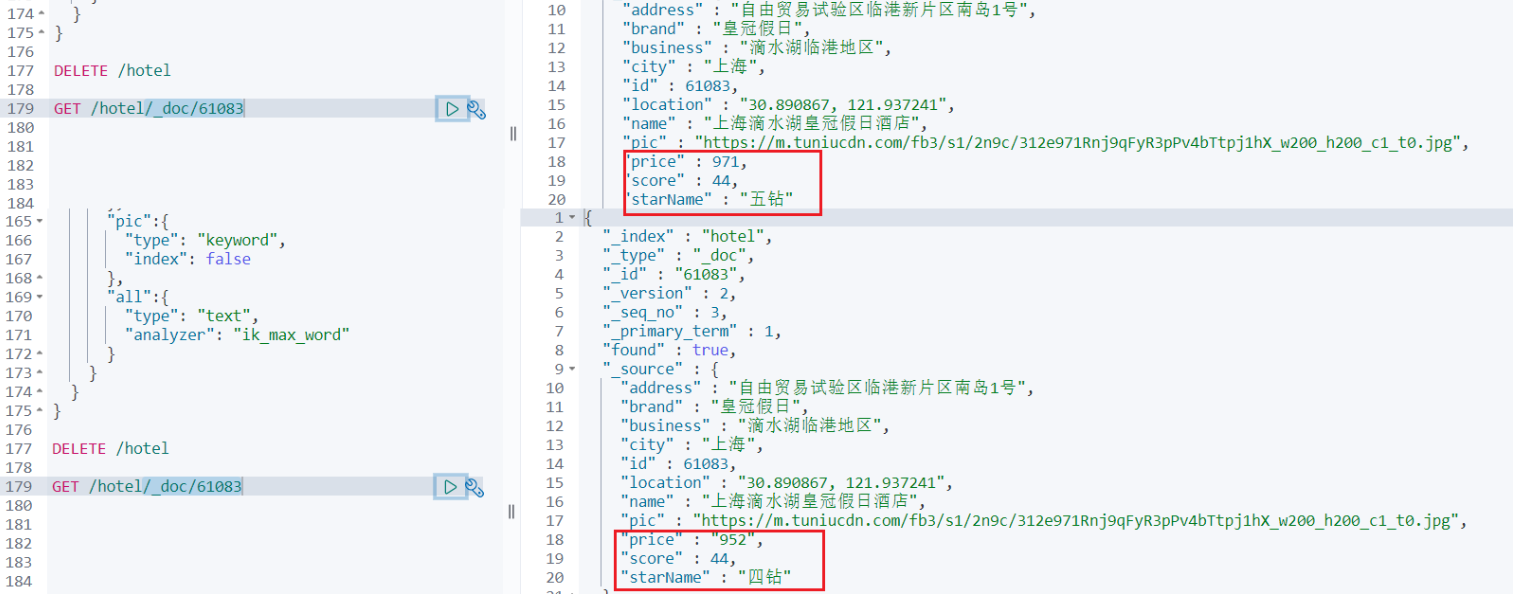 174 }
175 }
176
177 DELETE /hotel
178
179 GET /hotel/_doc/61083
180
181
182
183
184
10 "address" : "自由贸易试验区临港新片区南岛1号",
11 "brand" : "皇冠假日",
12 "business" : "滴水湖临港地区",
13 "city" : "上海",
14 "id" : 61083,
15 "location" : "30.890867, 121.937241",
16 "name" : "上海滴水湖皇冠假日酒店",
17 "pic" : "https://m.tuniucdn.com/fb3/s1/2n9c/312e971Rnj9qFyR3pPv4bTtpj1hX_w200_h200_c1_t0.jpg",
18 "price" : 971,
19 "score" : 44,
20 "starName" : "五钻"
165 "pic":{
166 "type": "keyword",
167 "index": false
168 },
169 "all":{
170 "type": "text",
171 "analyzer": "ik_max_word"
172 }
173 }
174 }
175 }
176
177 DELETE /hotel
178
179 GET /hotel/_doc/61083
180
181
182
183
184
1 {
2 "_index" : "hotel",
3 "_type" : "_doc",
4 "_id" : "61083",
5 "_version" : 2,
6 "_seq_no" : 3,
7 "_primary_term" : 1,
8 "found" : true,
9 "_source" : {
10 "address" : "自由贸易试验区临港新片区南岛1号",
11 "brand" : "皇冠假日",
12 "business" : "滴水湖临港地区",
13 "city" : "上海",
14 "id" : 61083,
15 "location" : "30.890867, 121.937241",
16 "name" : "上海滴水湖皇冠假日酒店",
17 "pic" : "https://m.tuniucdn.com/fb3/s1/2n9c/312e971Rnj9qFyR3pPv4bTtpj1hX_w200_h200_c1_t0.jpg",
18 "price" : "952",
19 "score" : 44,
20 "starName" : "四钻"